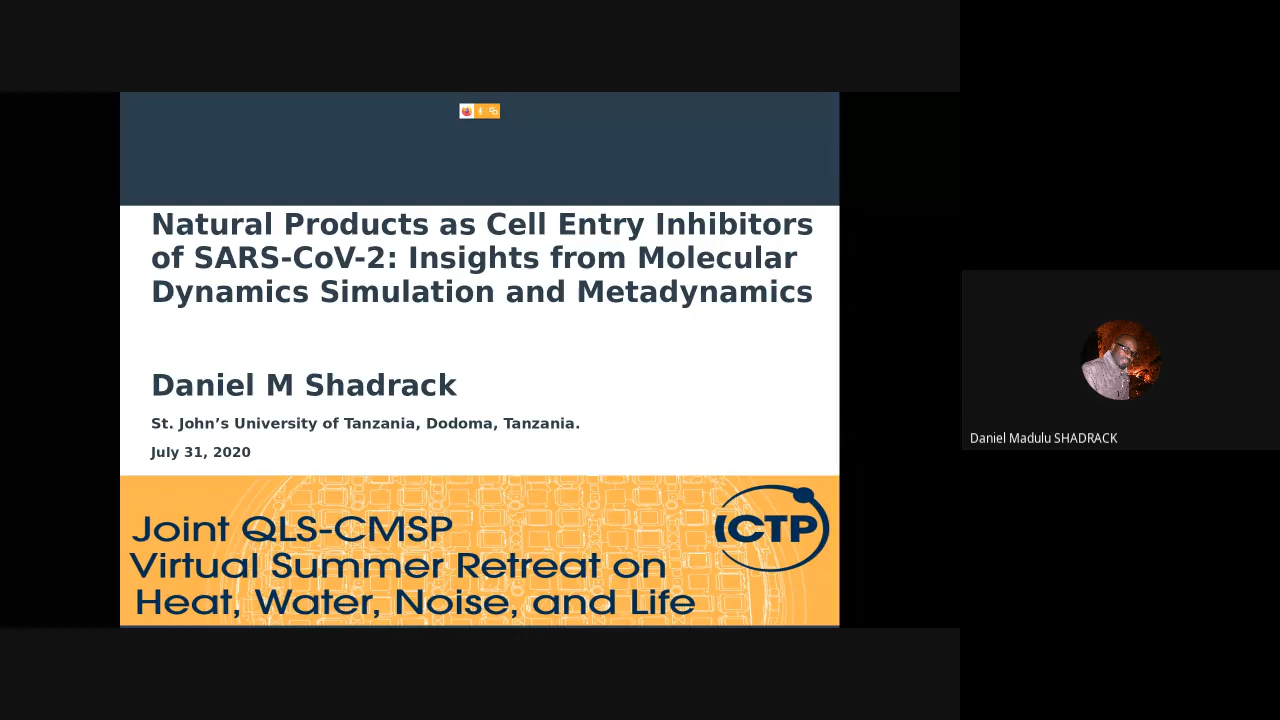 Natural Products as Cell Entry Inhibitors
of SARS-CoV-2: Insights from Molecular
Dynamics Simulation and Metadynamics
Daniel M Shadrack
St. John’s University of Tanzania, Dodoma, Tanzania.
July 31, 2020
Joint QLS-CMSP
Virtual Summer Retreat on
Heat, Water, Noise, and Life
ICTP
Daniel Madulu SHADRACK